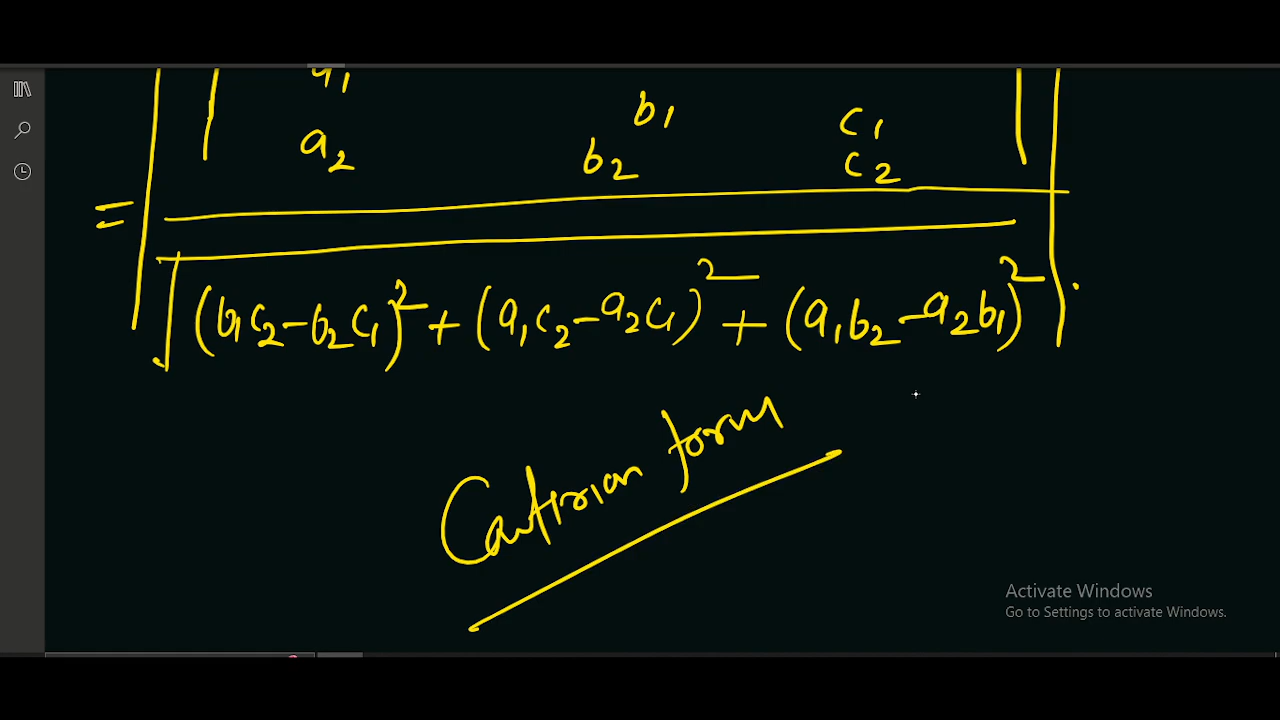 a₁ b₁ c₁
a₂ b₂ c₂
=
√(b₁c₂-b₂c₁)² + (a₁c₂-a₂c₁)² + (a₁b₂-a₂b₁)² .
Cartirian form
Activate Windows
Go to Settings to activate Windows.